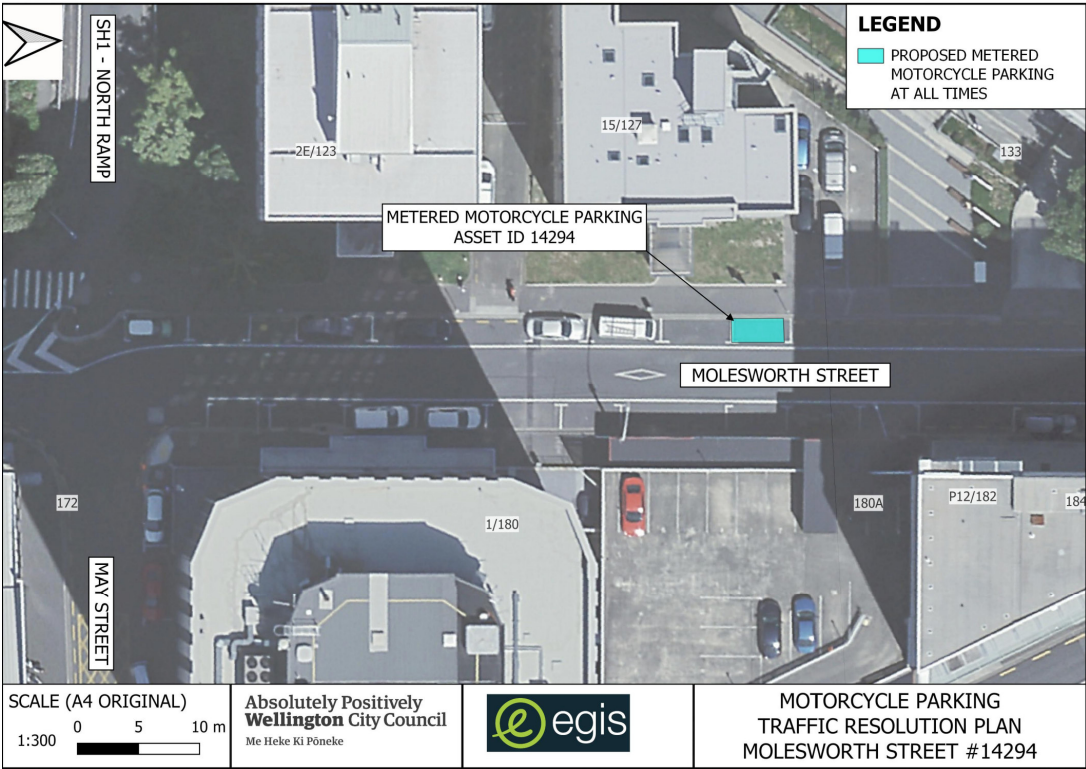 SH1 - NORTH RAMP
LEGEND
PROPOSED METERED
MOTORCYCLE PARKING
AT ALL TIMES
2E/123
15/127
133
METERED MOTORCYCLE PARKING
ASSET ID 14294
MOLESWORTH STREET
172
1/180
180A
P12/182
184
MAY STREET
SCALE (A4 ORIGINAL)
1:300
0 5 10 m
Absolutely Positively
Wellington City Council
Me Heke Ki Pōneke
egis
MOTORCYCLE PARKING
TRAFFIC RESOLUTION PLAN
MOLESWORTH STREET #14294